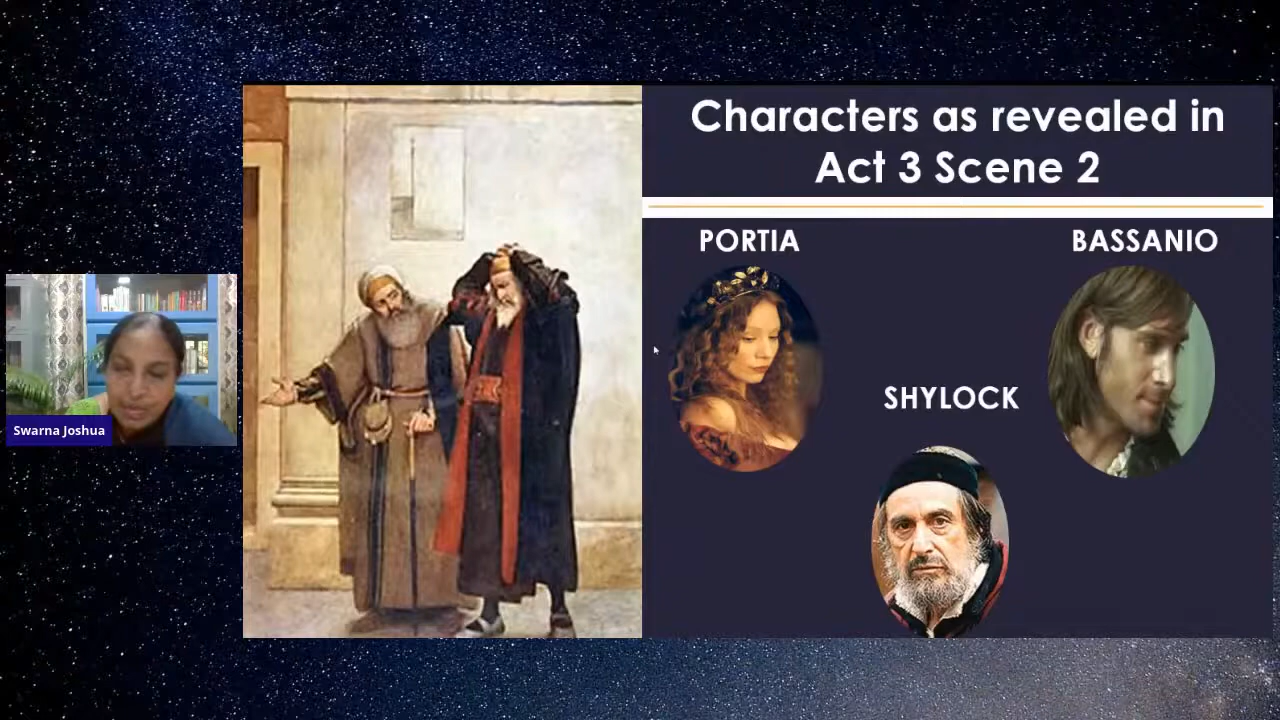 Characters as revealed in
Act 3 Scene 2
PORTIA
BASSANIO
SHYLOCK
Swarna Joshua